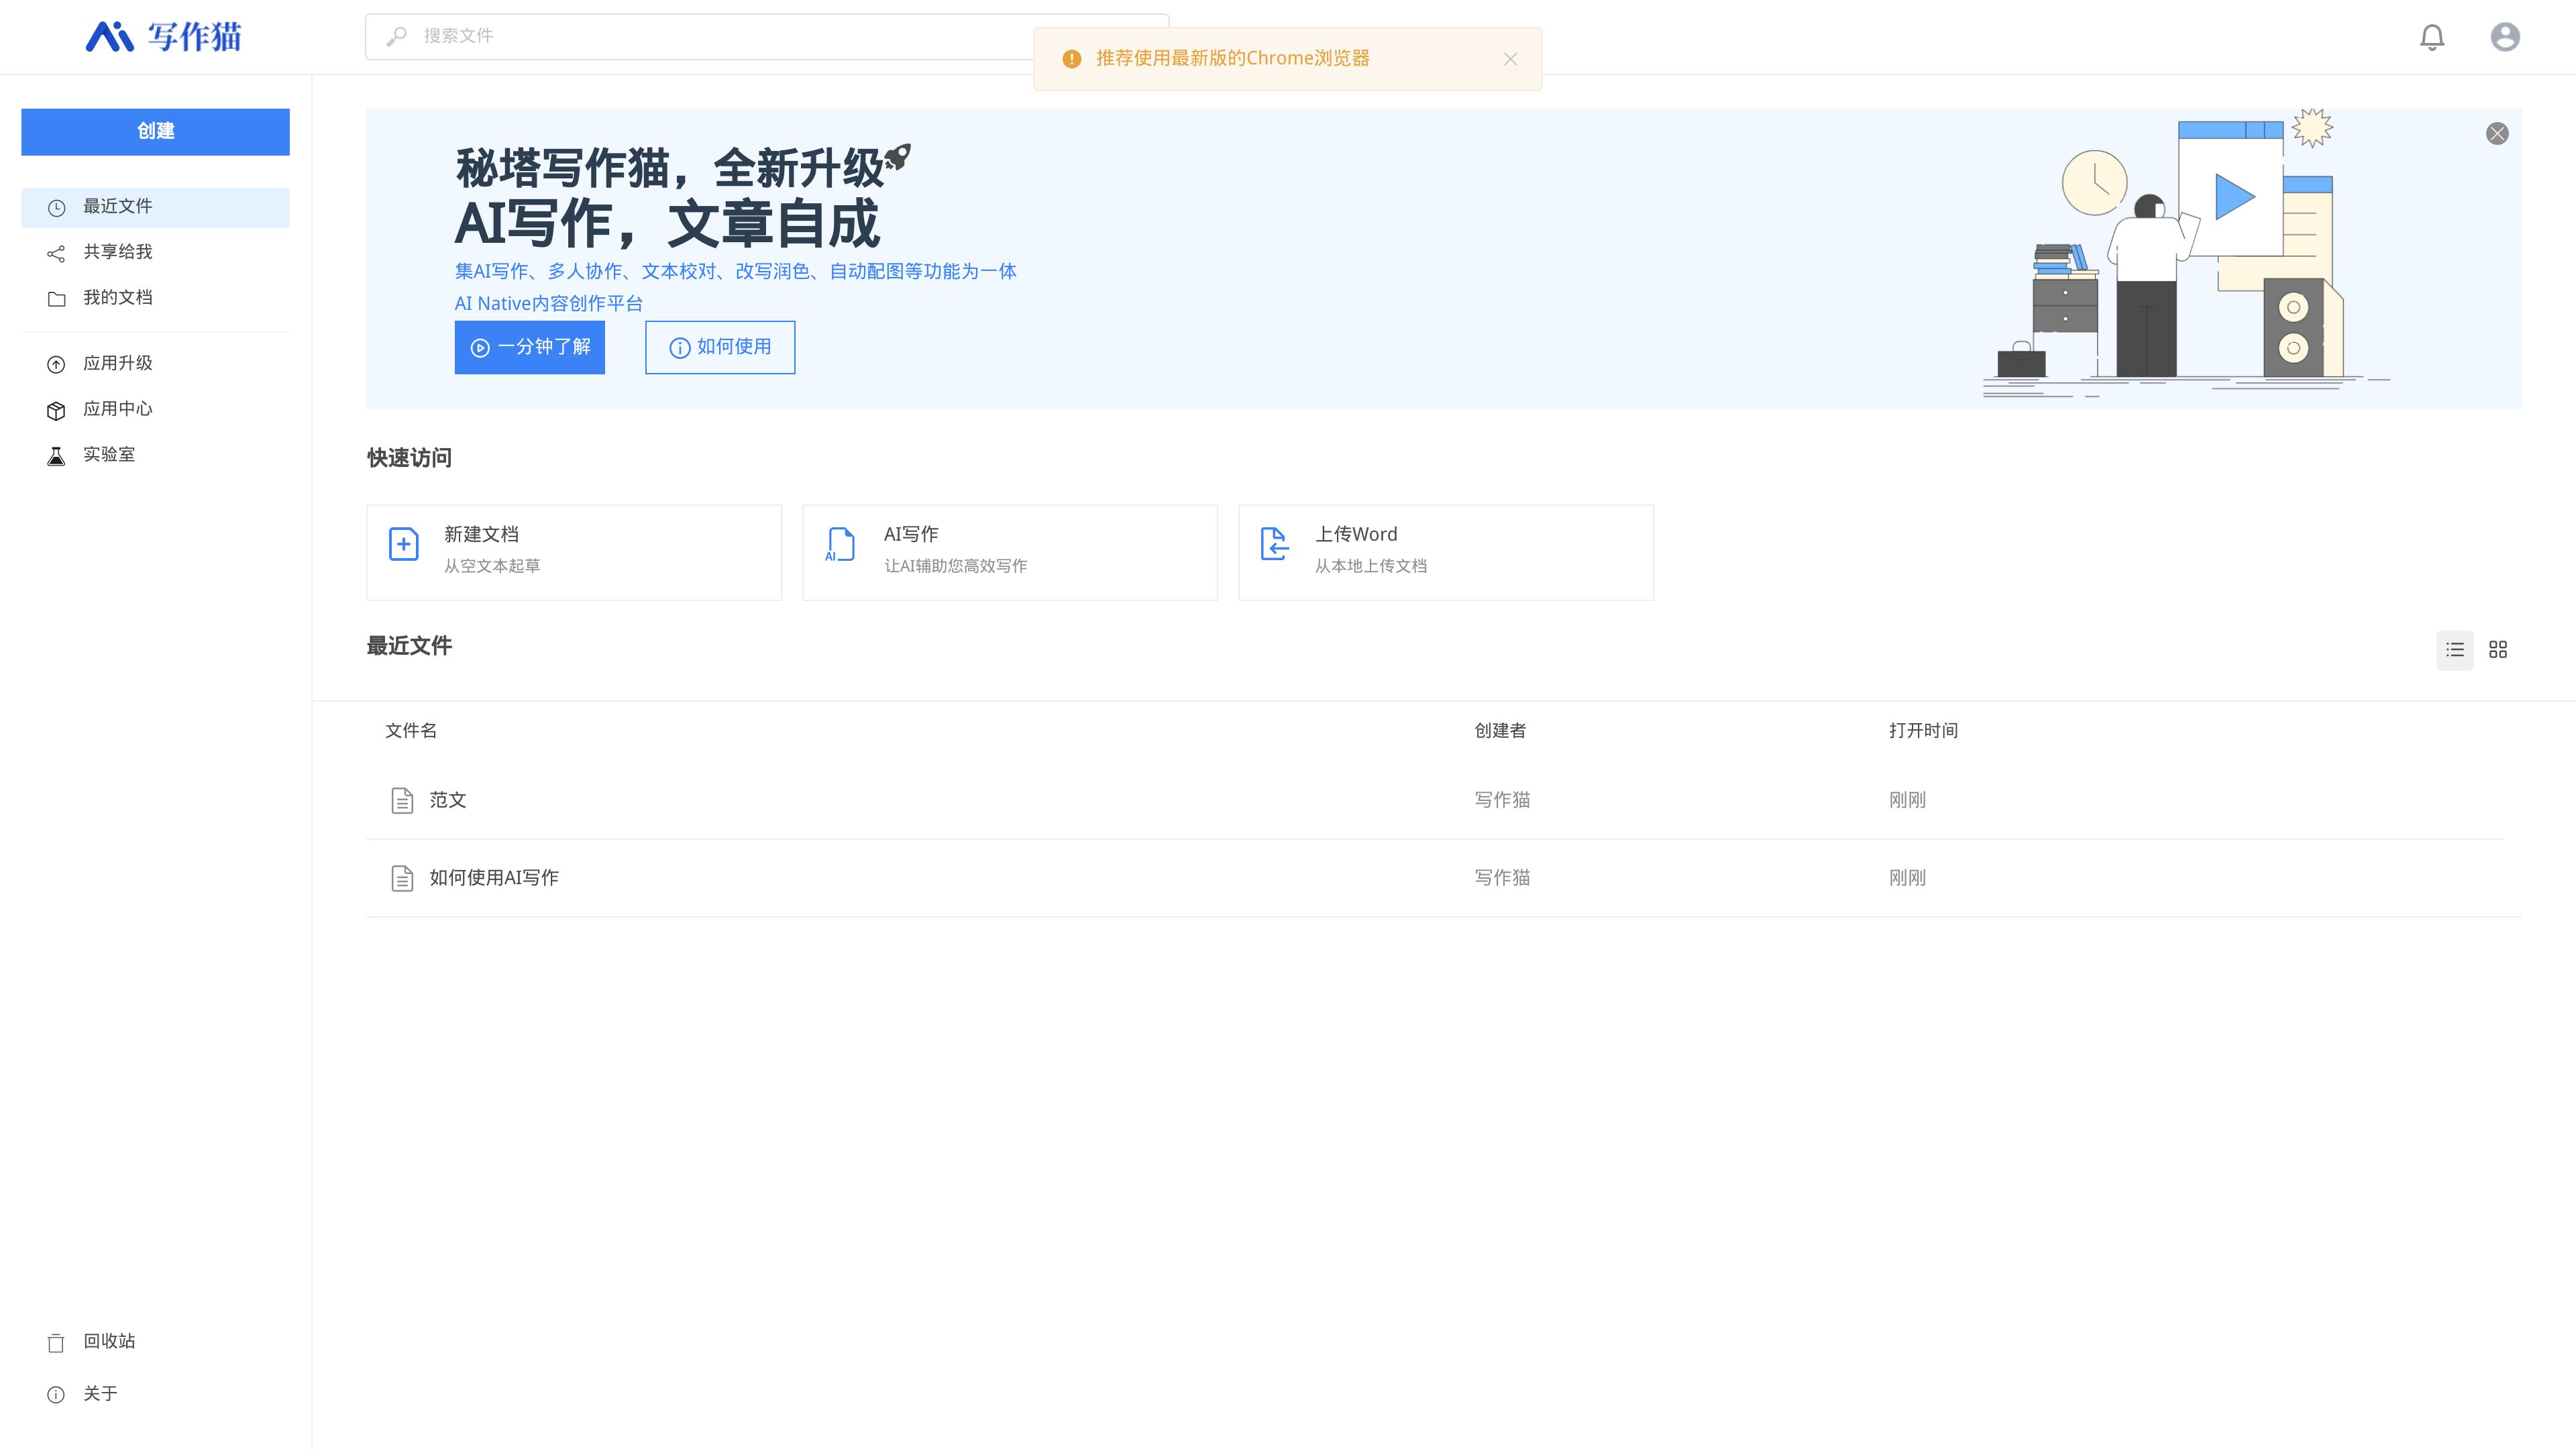 写作猫
搜索文件
推荐使用最新版的Chrome浏览器
创建
最近文件
共享给我
我的文档
应用升级
应用中心
实验室
回收站
关于
秘塔写作猫，全新升级
AI写作，文章自成
集AI写作、多人协作、文本校对、改写润色、自动配图等功能为一体
AI Native内容创作平台
一分钟了解
如何使用
快速访问
新建文档
从空文本起草
AI
AI写作
让AI辅助您高效写作
上传Word
从本地上传文档
最近文件
文件名 创建者 打开时间
范文 写作猫 刚刚
如何使用AI写作 写作猫 刚刚